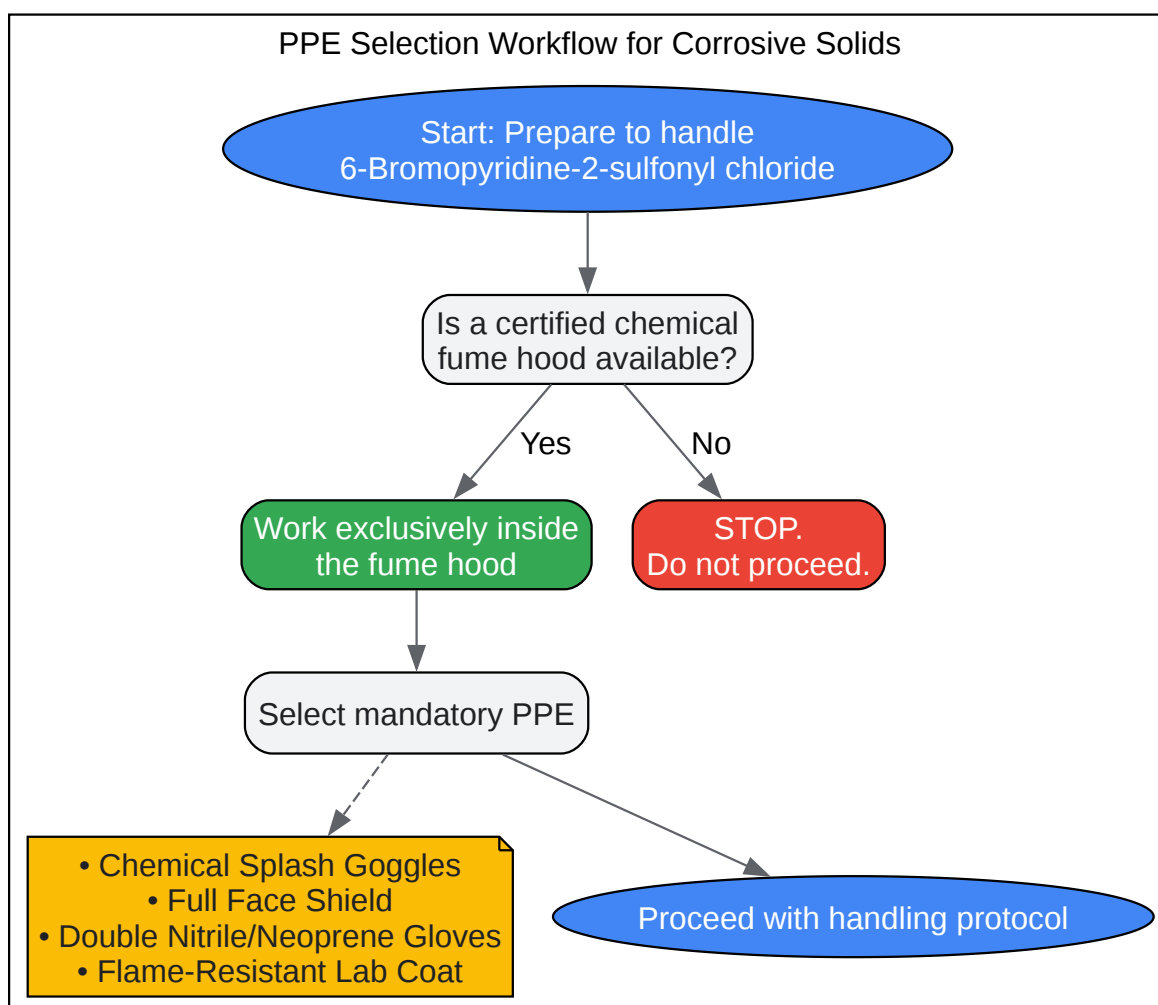 PPE Selection Workflow for Corrosive Solids
Start: Prepare to handle
6-Bromopyridine-2-sulfonyl chloride
Is a certified chemical
fume hood available?
Yes
No
Work exclusively inside
the fume hood
STOP.
Do not proceed.
Select mandatory PPE
• Chemical Splash Goggles
• Full Face Shield
• Double Nitrile/Neoprene Gloves
• Flame-Resistant Lab Coat
Proceed with handling protocol